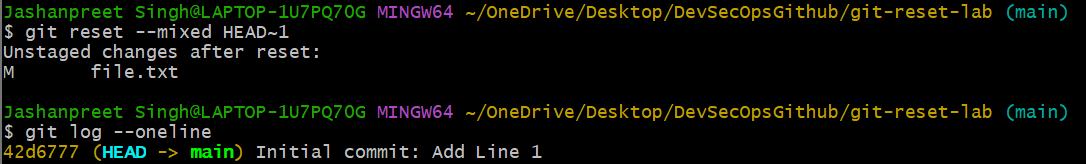 Jashanpreet Singh@LAPTOP-1U7PQ70G MINGW64 ~/OneDrive/Desktop/DevSecOpsGithub/git-reset-lab (main)
$ git reset --mixed HEAD~1
Unstaged changes after reset:
M       file.txt
Jashanpreet Singh@LAPTOP-1U7PQ70G MINGW64 ~/OneDrive/Desktop/DevSecOpsGithub/git-reset-lab (main)
$ git log --oneline
42d6777 (HEAD -> main) Initial commit: Add Line 1